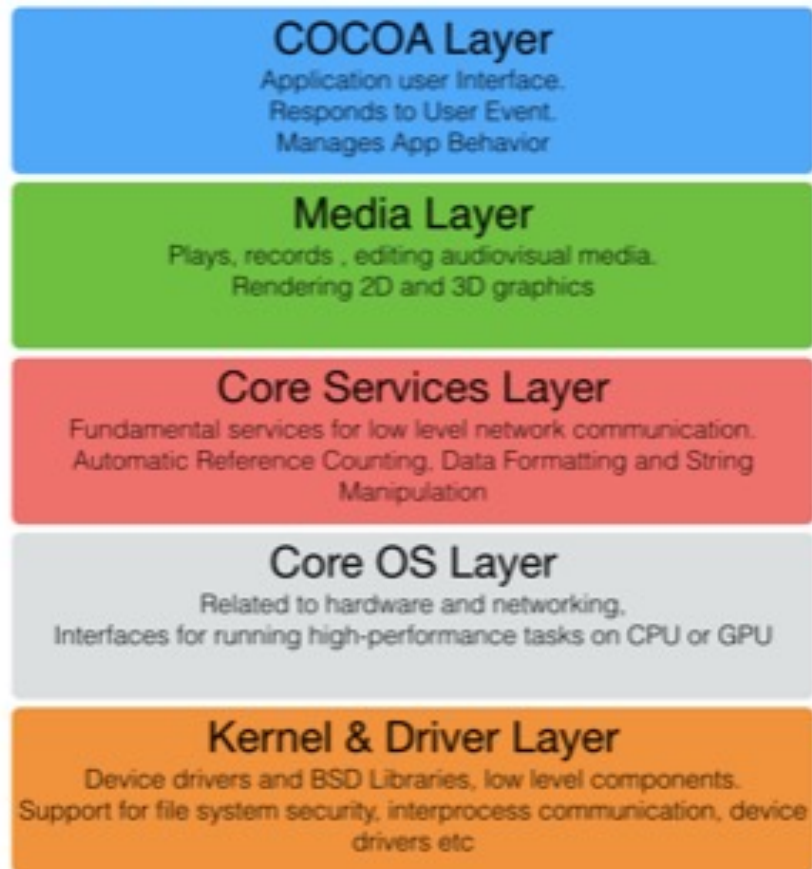 COCOA Layer
Application user Interface.
Responds to User Event.
Manages App Behavior
Media Layer
Plays, records , editing audiovisual media.
Rendering 2D and 3D graphics
Core Services Layer
Fundamental services for low level network communication.
Automatic Reference Counting, Data Formatting and String
Manipulation
Core OS Layer
Related to hardware and networking,
Interfaces for running high-performance tasks on CPU or GPU
Kernel & Driver Layer
Device drivers and BSD Libraries, low level components.
Support for file system security, interprocess communication, device
drivers etc